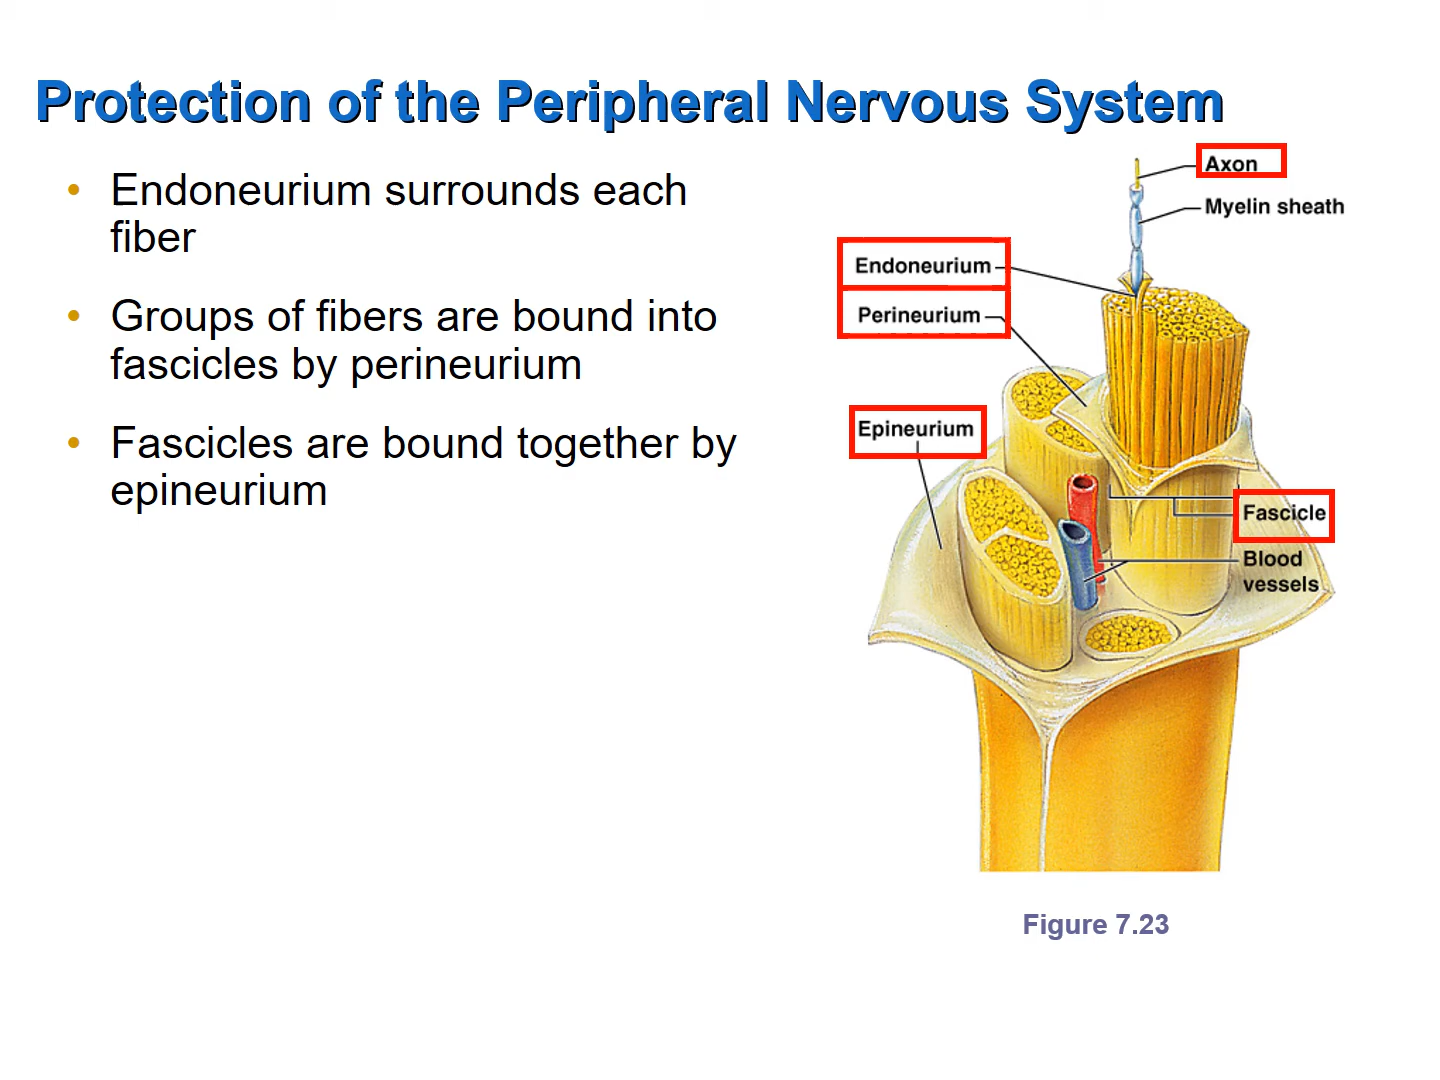 Protection of the Peripheral Nervous System
• Endoneurium surrounds each
fiber
• Groups of fibers are bound into
fascicles by perineurium
• Fascicles are bound together by
epineurium
Axon
Myelin sheath
Endoneurium
Perineurium
Epineurium
Fascicle
Blood
vessels
Figure 7.23